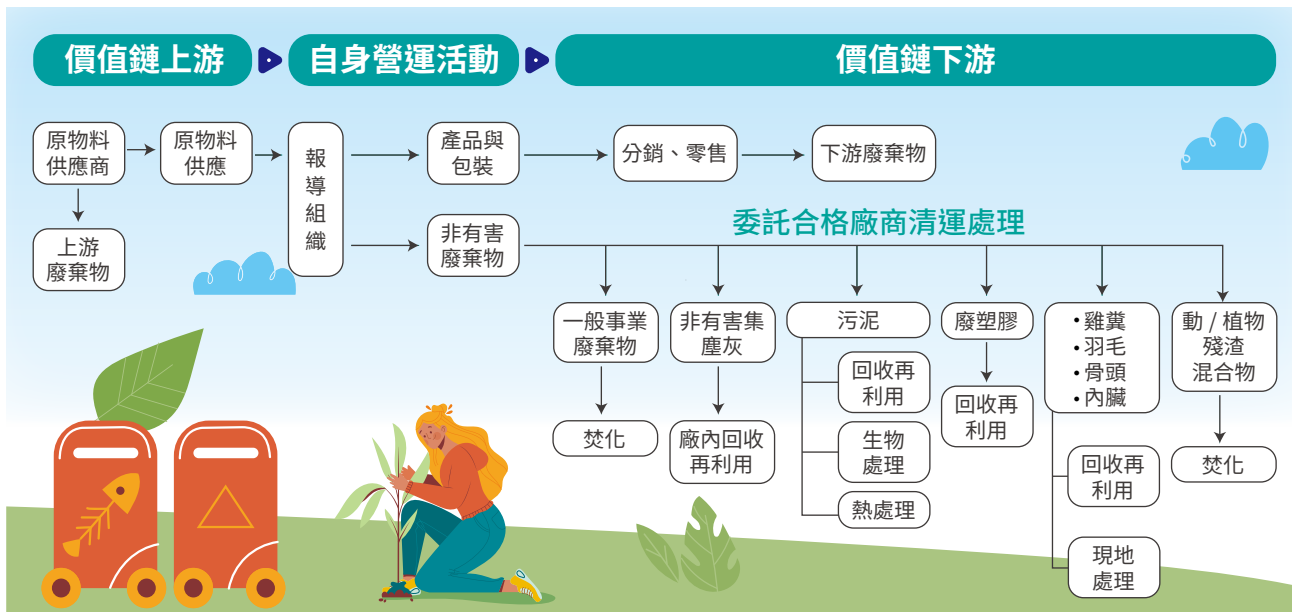 價值鏈上游
自身營運活動
價值鏈下游
原物料
供應商
原物料
供應
報
導
組
織
產品與
包裝
分銷、零售
下游廢棄物
上游
廢棄物
非有害
廢棄物
委託合格廠商清運處理
一般事業
廢棄物
焚化
非有害集
塵灰
廠內回收
再利用
污泥
回收再
利用
生物
處理
熱處理
廢塑膠
回收再
利用
•雞糞
•羽毛
•骨頭
•內臟
回收再
利用
現地
處理
動 / 植物
殘渣
混合物
焚化